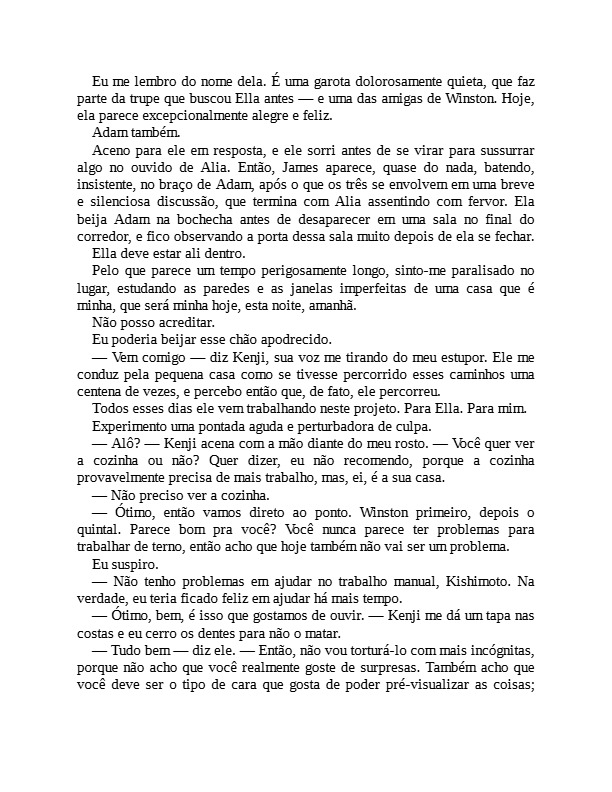 Eu me lembro do nome dela. É uma garota dolorosamente quieta, que faz
parte da trupe que buscou Ella antes — e uma das amigas de Winston. Hoje,
ela parece excepcionalmente alegre e feliz.
Adam também.
Aceno para ele em resposta, e ele sorri antes de se virar para sussurrar
algo no ouvido de Alia. Então, James aparece, quase do nada, batendo,
insistente, no braço de Adam, após o que os três se envolvem em uma breve
e silenciosa discussão, que termina com Alia assentindo com fervor. Ela
beija Adam na bochecha antes de desaparecer em uma sala no final do
corredor, e fico observando a porta dessa sala muito depois de ela se fechar.
Ella deve estar ali dentro.
Pelo que parece um tempo perigosamente longo, sinto-me paralisado no
lugar, estudando as paredes e as janelas imperfeitas de uma casa que é
minha, que será minha hoje, esta noite, amanhã.
Não posso acreditar.
Eu poderia beijar esse chão apodrecido.
— Vem comigo — diz Kenji, sua voz me tirando do meu estupor. Ele me
conduz pela pequena casa como se tivesse percorrido esses caminhos uma
centena de vezes, e percebo então que, de fato, ele percorreu.
Todos esses dias ele vem trabalhando neste projeto. Para Ella. Para mim.
Experimento uma pontada aguda e perturbadora de culpa.
— Alô? — Kenji acena com a mão diante do meu rosto. — Você quer ver
a cozinha ou não? Quer dizer, eu não recomendo, porque a cozinha
provavelmente precisa de mais trabalho, mas, ei, é a sua casa.
— Não preciso ver a cozinha.
— Ótimo, então vamos direto ao ponto. Winston primeiro, depois o
quintal. Parece bom pra você? Você nunca parece ter problemas para
trabalhar de terno, então acho que hoje também não vai ser um problema.
Eu suspiro.
— Não tenho problemas em ajudar no trabalho manual, Kishimoto. Na
verdade, eu teria ficado feliz em ajudar há mais tempo.
— Ótimo, bem, é isso que gostamos de ouvir. — Kenji me dá um tapa nas
costas e eu cerro os dentes para não o matar.
— Tudo bem — diz ele. — Então, não vou torturá-lo com mais incógnitas,
porque não acho que você realmente goste de surpresas. Também acho que
você deve ser o tipo de cara que gosta de poder pré-visualizar as coisas;